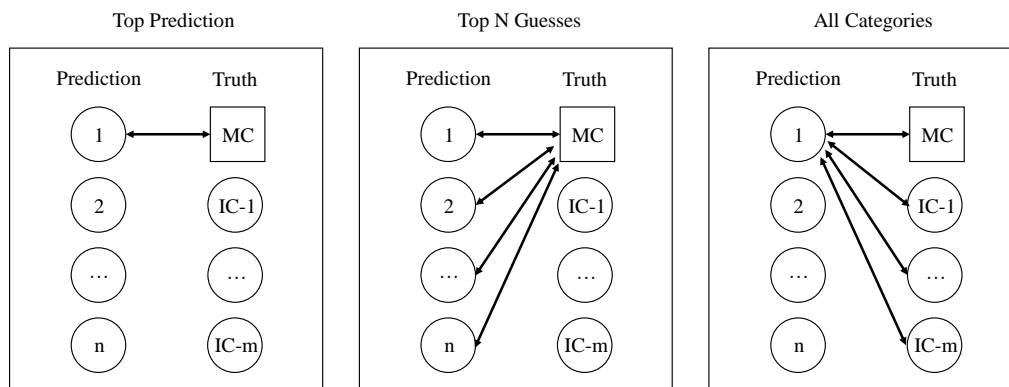 Top Prediction
Prediction Truth
1 MC
2 IC-1
... ...
n IC-m
Top N Guesses
Prediction Truth
1 MC
2 IC-1
... ...
n IC-m
All Categories
Prediction Truth
1 MC
2 IC-1
... ...
n IC-m